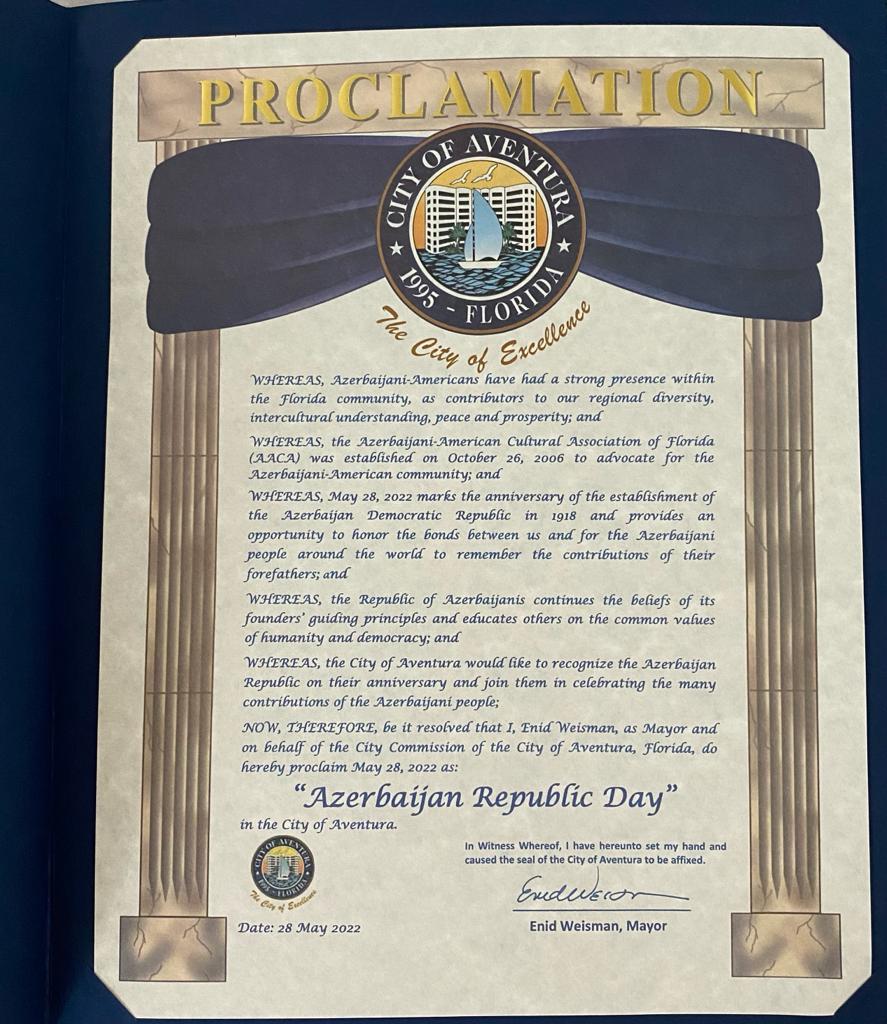 PROCLAMATION
CITY OF AVENTURA
1995 - FLORIDA
The City of Excellence
WHEREAS, Azerbaijani-Americans have had a strong presence within
the Florida community, as contributors to our regional diversity,
intercultural understanding, peace and prosperity; and
WHEREAS, the Azerbaijani-American Cultural Association of Florida
(AACA) was established on October 26, 2006 to advocate for the
Azerbaijani-American community; and
WHEREAS, May 28, 2022 marks the anniversary of the establishment of
the Azerbaijan Democratic Republic in 1918 and provides an
opportunity to honor the bonds between us and for the Azerbaijani
people around the world to remember the contributions of their
forefathers; and
WHEREAS, the Republic of Azerbaijanis continues the beliefs of its
founders' guiding principles and educates others on the common values
of humanity and democracy; and
WHEREAS, the City of Aventura would like to recognize the Azerbaijan
Republic on their anniversary and join them in celebrating the many
contributions of the Azerbaijani people;
NOW, THEREFORE, be it resolved that I, Enid Weisman, as Mayor and
on behalf of the City Commission of the City of Aventura, Florida, do
hereby proclaim May 28, 2022 as:
"Azerbaijan Republic Day"
in the City of Aventura.
CITY OF AVENTURA
1995 - FLORIDA
The City of Excellence
In Witness Whereof, I have hereunto set my hand and
caused the seal of the City of Aventura to be affixed.
Enid Weisman, Mayor
Date: 28 May 2022